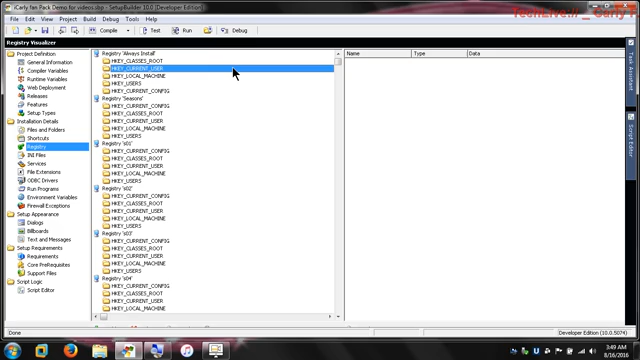 iCarly fan Pack Demo for videos.sbp - SetupBuilder 10.0 [Developer Edition]
File Edit View Project Build Debug Tools Help
Compile Test Run Debug
Registry Visualizer
Project Definition
General Information
Compiler Variables
Runtime Variables
Web Deployment
Releases
Features
Setup Types
Installation Details
Files and Folders
Shortcuts
Registry
INI Files
Services
File Extensions
ODBC Drivers
Run Programs
Environment Variables
Firewall Exceptions
Setup Appearance
Dialogs
Billboards
Text and Messages
Setup Requirements
Requirements
Core PreRequisites
Support Files
Script Logic
Script Editor
Registry 'Always Install'
HKEY_CLASSES_ROOT
HKEY_CURRENT_USER
HKEY_LOCAL_MACHINE
HKEY_USERS
HKEY_CURRENT_CONFIG
Registry 'Seasons'
HKEY_CURRENT_CONFIG
HKEY_CLASSES_ROOT
HKEY_CURRENT_USER
HKEY_LOCAL_MACHINE
HKEY_USERS
Registry 's01'
HKEY_CURRENT_CONFIG
HKEY_CLASSES_ROOT
HKEY_CURRENT_USER
HKEY_LOCAL_MACHINE
HKEY_USERS
Registry 's02'
HKEY_CURRENT_CONFIG
HKEY_CLASSES_ROOT
HKEY_CURRENT_USER
HKEY_LOCAL_MACHINE
HKEY_USERS
Registry 's03'
HKEY_CURRENT_CONFIG
HKEY_CLASSES_ROOT
HKEY_CURRENT_USER
HKEY_LOCAL_MACHINE
HKEY_USERS
Registry 's04'
HKEY_CURRENT_CONFIG
HKEY_CLASSES_ROOT
HKEY_CURRENT_USER
HKEY_LOCAL_MACHINE
Name Type Data
Task Assistant
Script Editor
Done
Developer Edition (10.0.5074)
3:49 AM